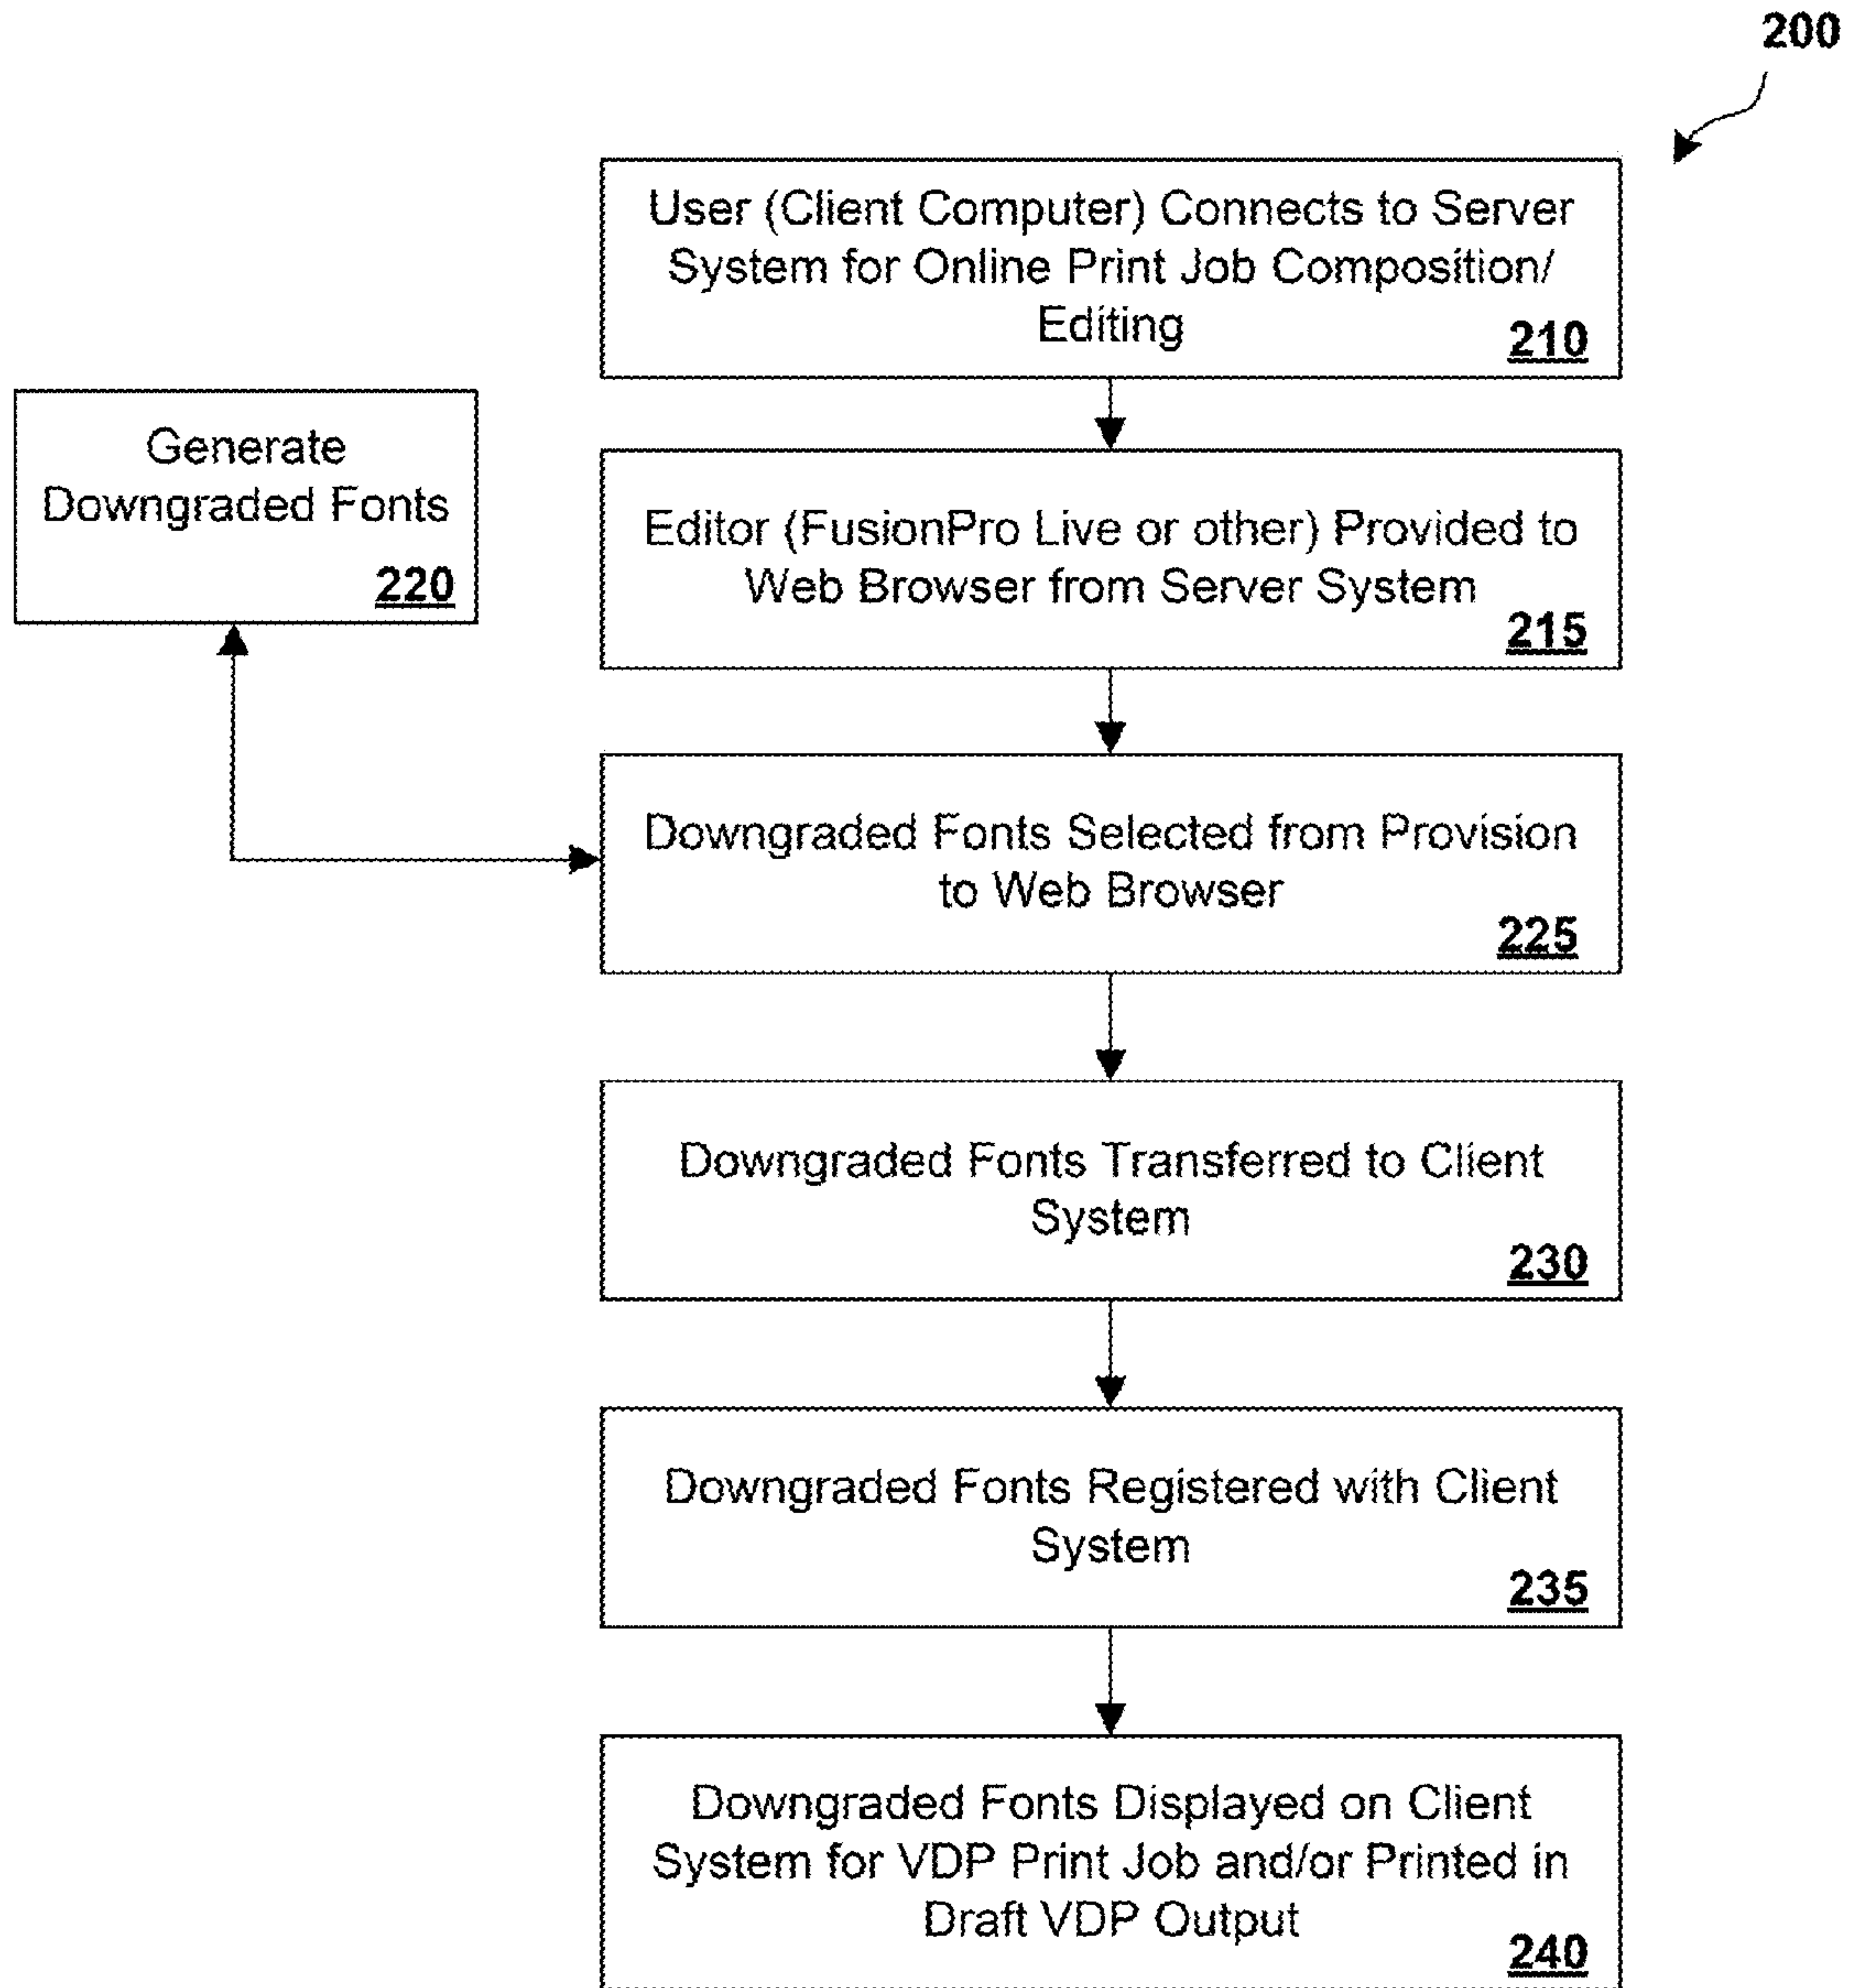 200
User (Client Computer) Connects to Server
System for Online Print Job Composition/
Editing
210
Generate
Downgraded Fonts
220
Editor (FusionPro Live or other) Provided to
Web Browser from Server System
215
Downgraded Fonts Selected from Provision
to Web Browser
225
Downgraded Fonts Transferred to Client
System
230
Downgraded Fonts Registered with Client
System
235
Downgraded Fonts Displayed on Client
System for VDP Print Job and/or Printed in
Draft VDP Output
240